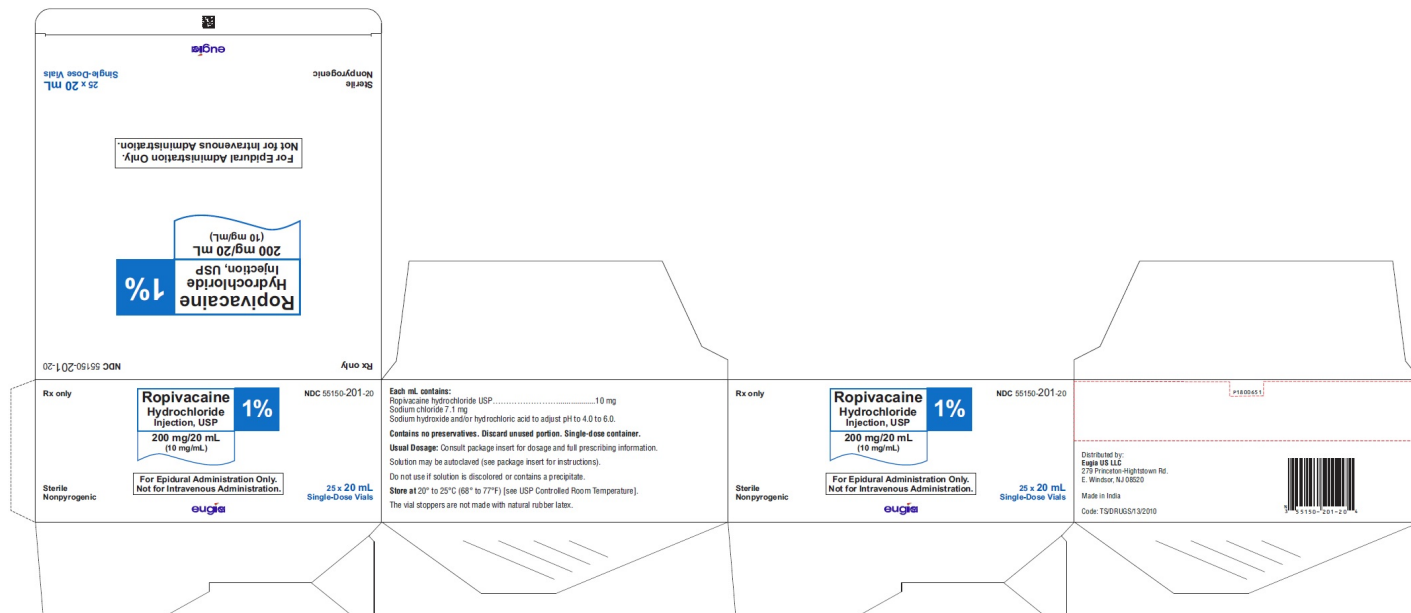 eugia
25 x 20 mL
Single-Dose Vials
Sterile
Nonpyrogenic
For Epidural Administration Only.
Not for Intravenous Administration.
Ropivacaine
Hydrochloride
Injection, USP
1%
200 mg/20 mL
(10 mg/mL)
Rx only
NDC 55150-201-20
Rx only
Ropivacaine
Hydrochloride
Injection, USP
1%
NDC 55150-201-20
200 mg/20 mL
(10 mg/mL)
For Epidural Administration Only.
Not for Intravenous Administration.
Sterile
Nonpyrogenic
25 x 20 mL
Single-Dose Vials
eugia
Each mL contains:
Ropivacaine hydrochloride USP..........................................10 mg
Sodium chloride 7.1 mg
Sodium hydroxide and/or hydrochloric acid to adjust pH to 4.0 to 6.0.
Contains no preservatives. Discard unused portion. Single-dose container.
Usual Dosage: Consult package insert for dosage and full prescribing information.
Solution may be autoclaved (see package insert for instructions).
Do not use if solution is discolored or contains a precipitate.
Store at 20° to 25°C (68° to 77°F) [see USP Controlled Room Temperature].
The vial stoppers are not made with natural rubber latex.
Rx only
Ropivacaine
Hydrochloride
Injection, USP
1%
NDC 55150-201-20
200 mg/20 mL
(10 mg/mL)
For Epidural Administration Only.
Not for Intravenous Administration.
Sterile
Nonpyrogenic
25 x 20 mL
Single-Dose Vials
eugia
P1800651
Distributed by:
Eugia US LLC
279 Princeton-Hightstown Rd.
E. Windsor, NJ 08520
Made in India
Code: TS/DRUGS/13/2010
N
3 55150-201-20 4